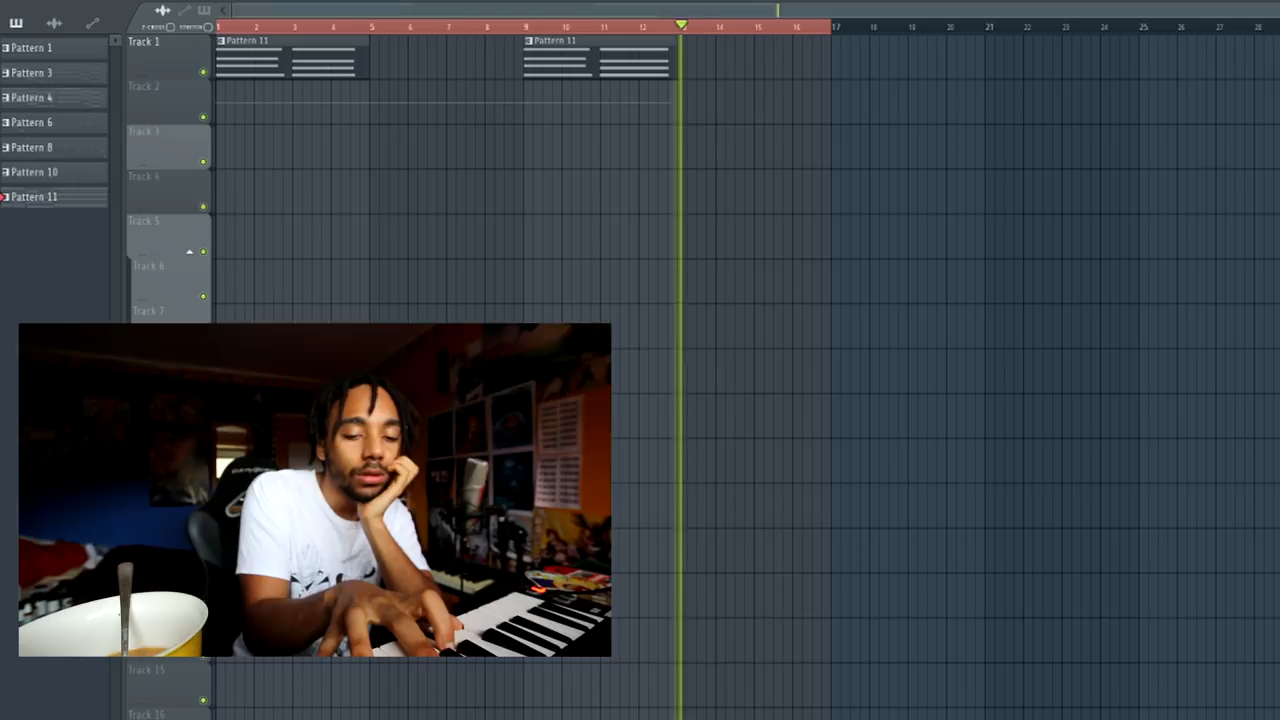 Z-CROSS
1 2 3 4 5 6 7 8 9 10 11 12 13 14 15 16 17 18 19 20 21 22 23 24 25 26 27 28
Pattern 1
Pattern 3
Pattern 4
Pattern 6
Pattern 8
Pattern 10
Pattern 11
Track 1
Pattern 11
Pattern 11
Track 2
Track 3
Track 4
Track 5
Track 6
Track 7
Track 15
Track 16